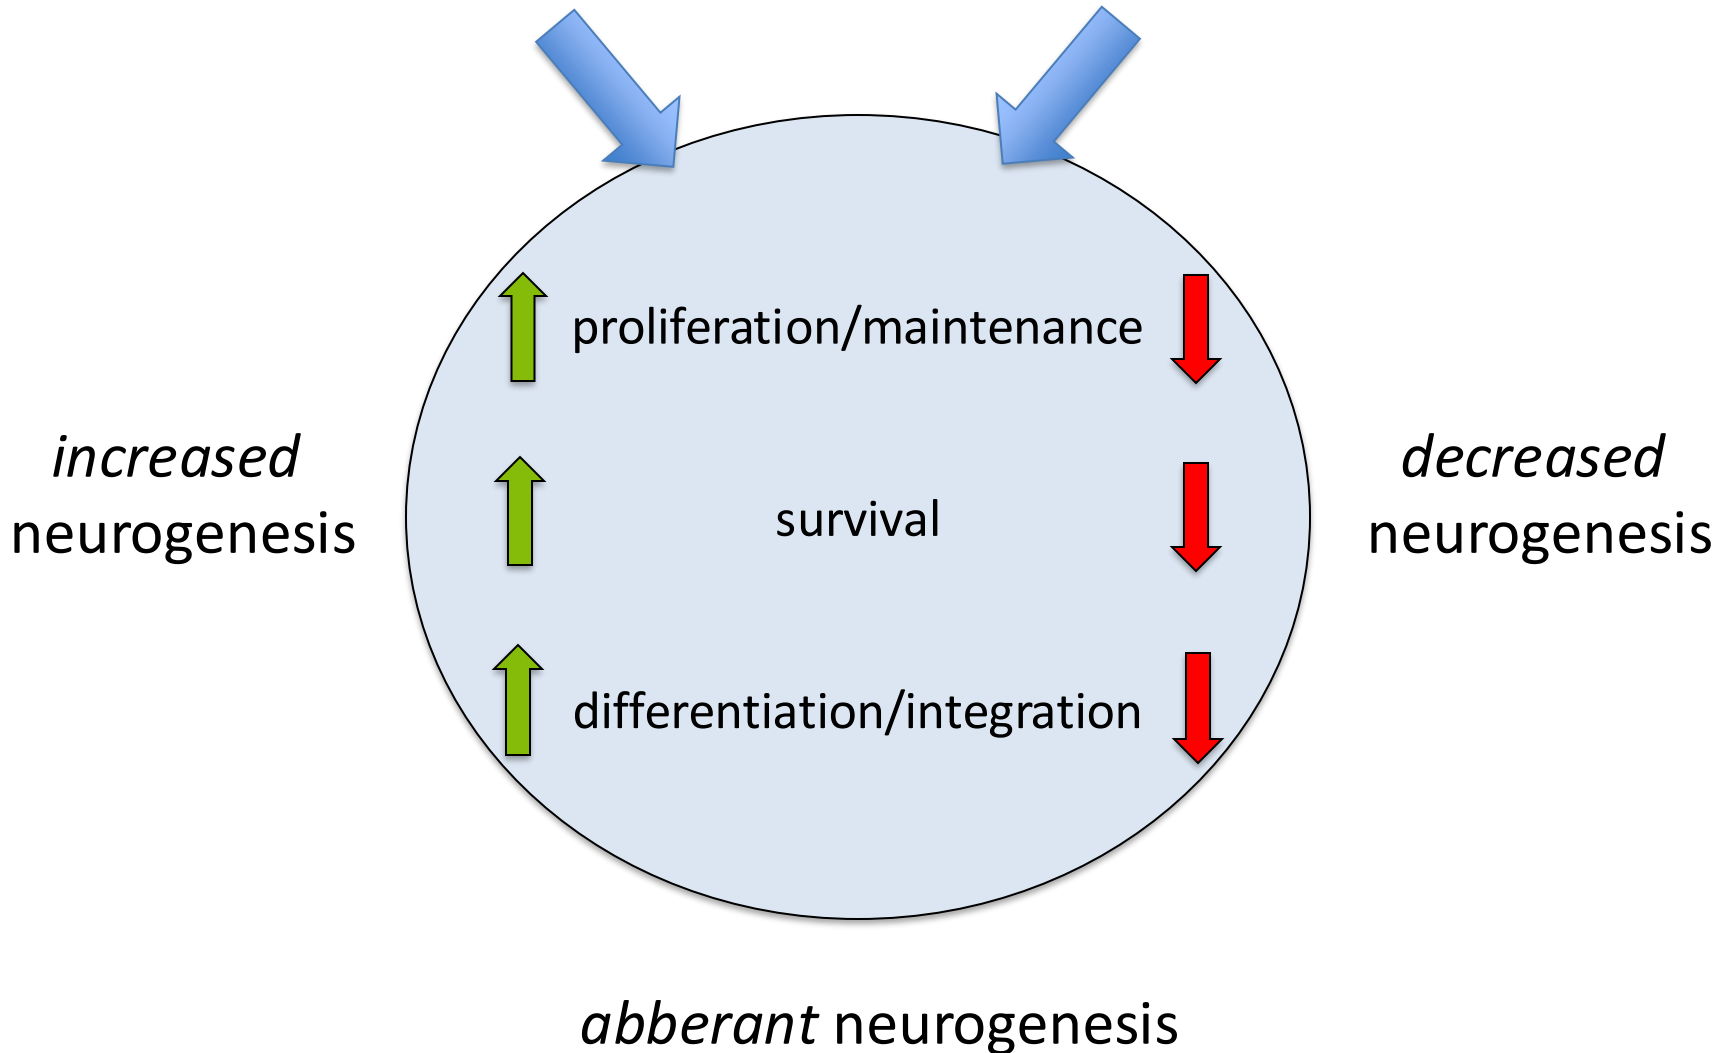 proliferation/maintenance
increased
neurogenesis
survival
decreased
neurogenesis
differentiation/integration
abberant neurogenesis